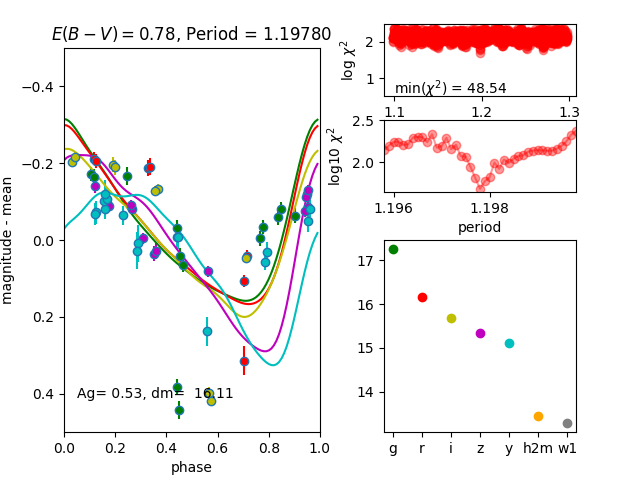 E(B − V) = 0.78, Period = 1.19780
magnitude - mean
−0.4
−0.2
0.0
0.2
0.4
Ag= 0.53, dm= 16.11
0.0 0.2 0.4 0.6 0.8 1.0
phase
log χ²
2
1
min(χ²) = 48.54
1.1 1.2 1.3
log10 χ²
2.5
2.0
1.196 1.198
period
17
16
15
14
g r i z y h2m w1